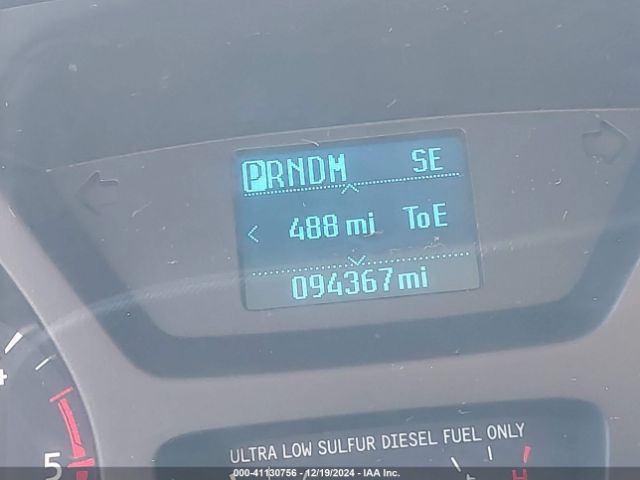 PRNDM SE
< 488 mi ToE
094367mi
4
5
ULTRA LOW SULFUR DIESEL FUEL ONLY
H
000-41130756 - 12/19/2024 - IAA Inc.